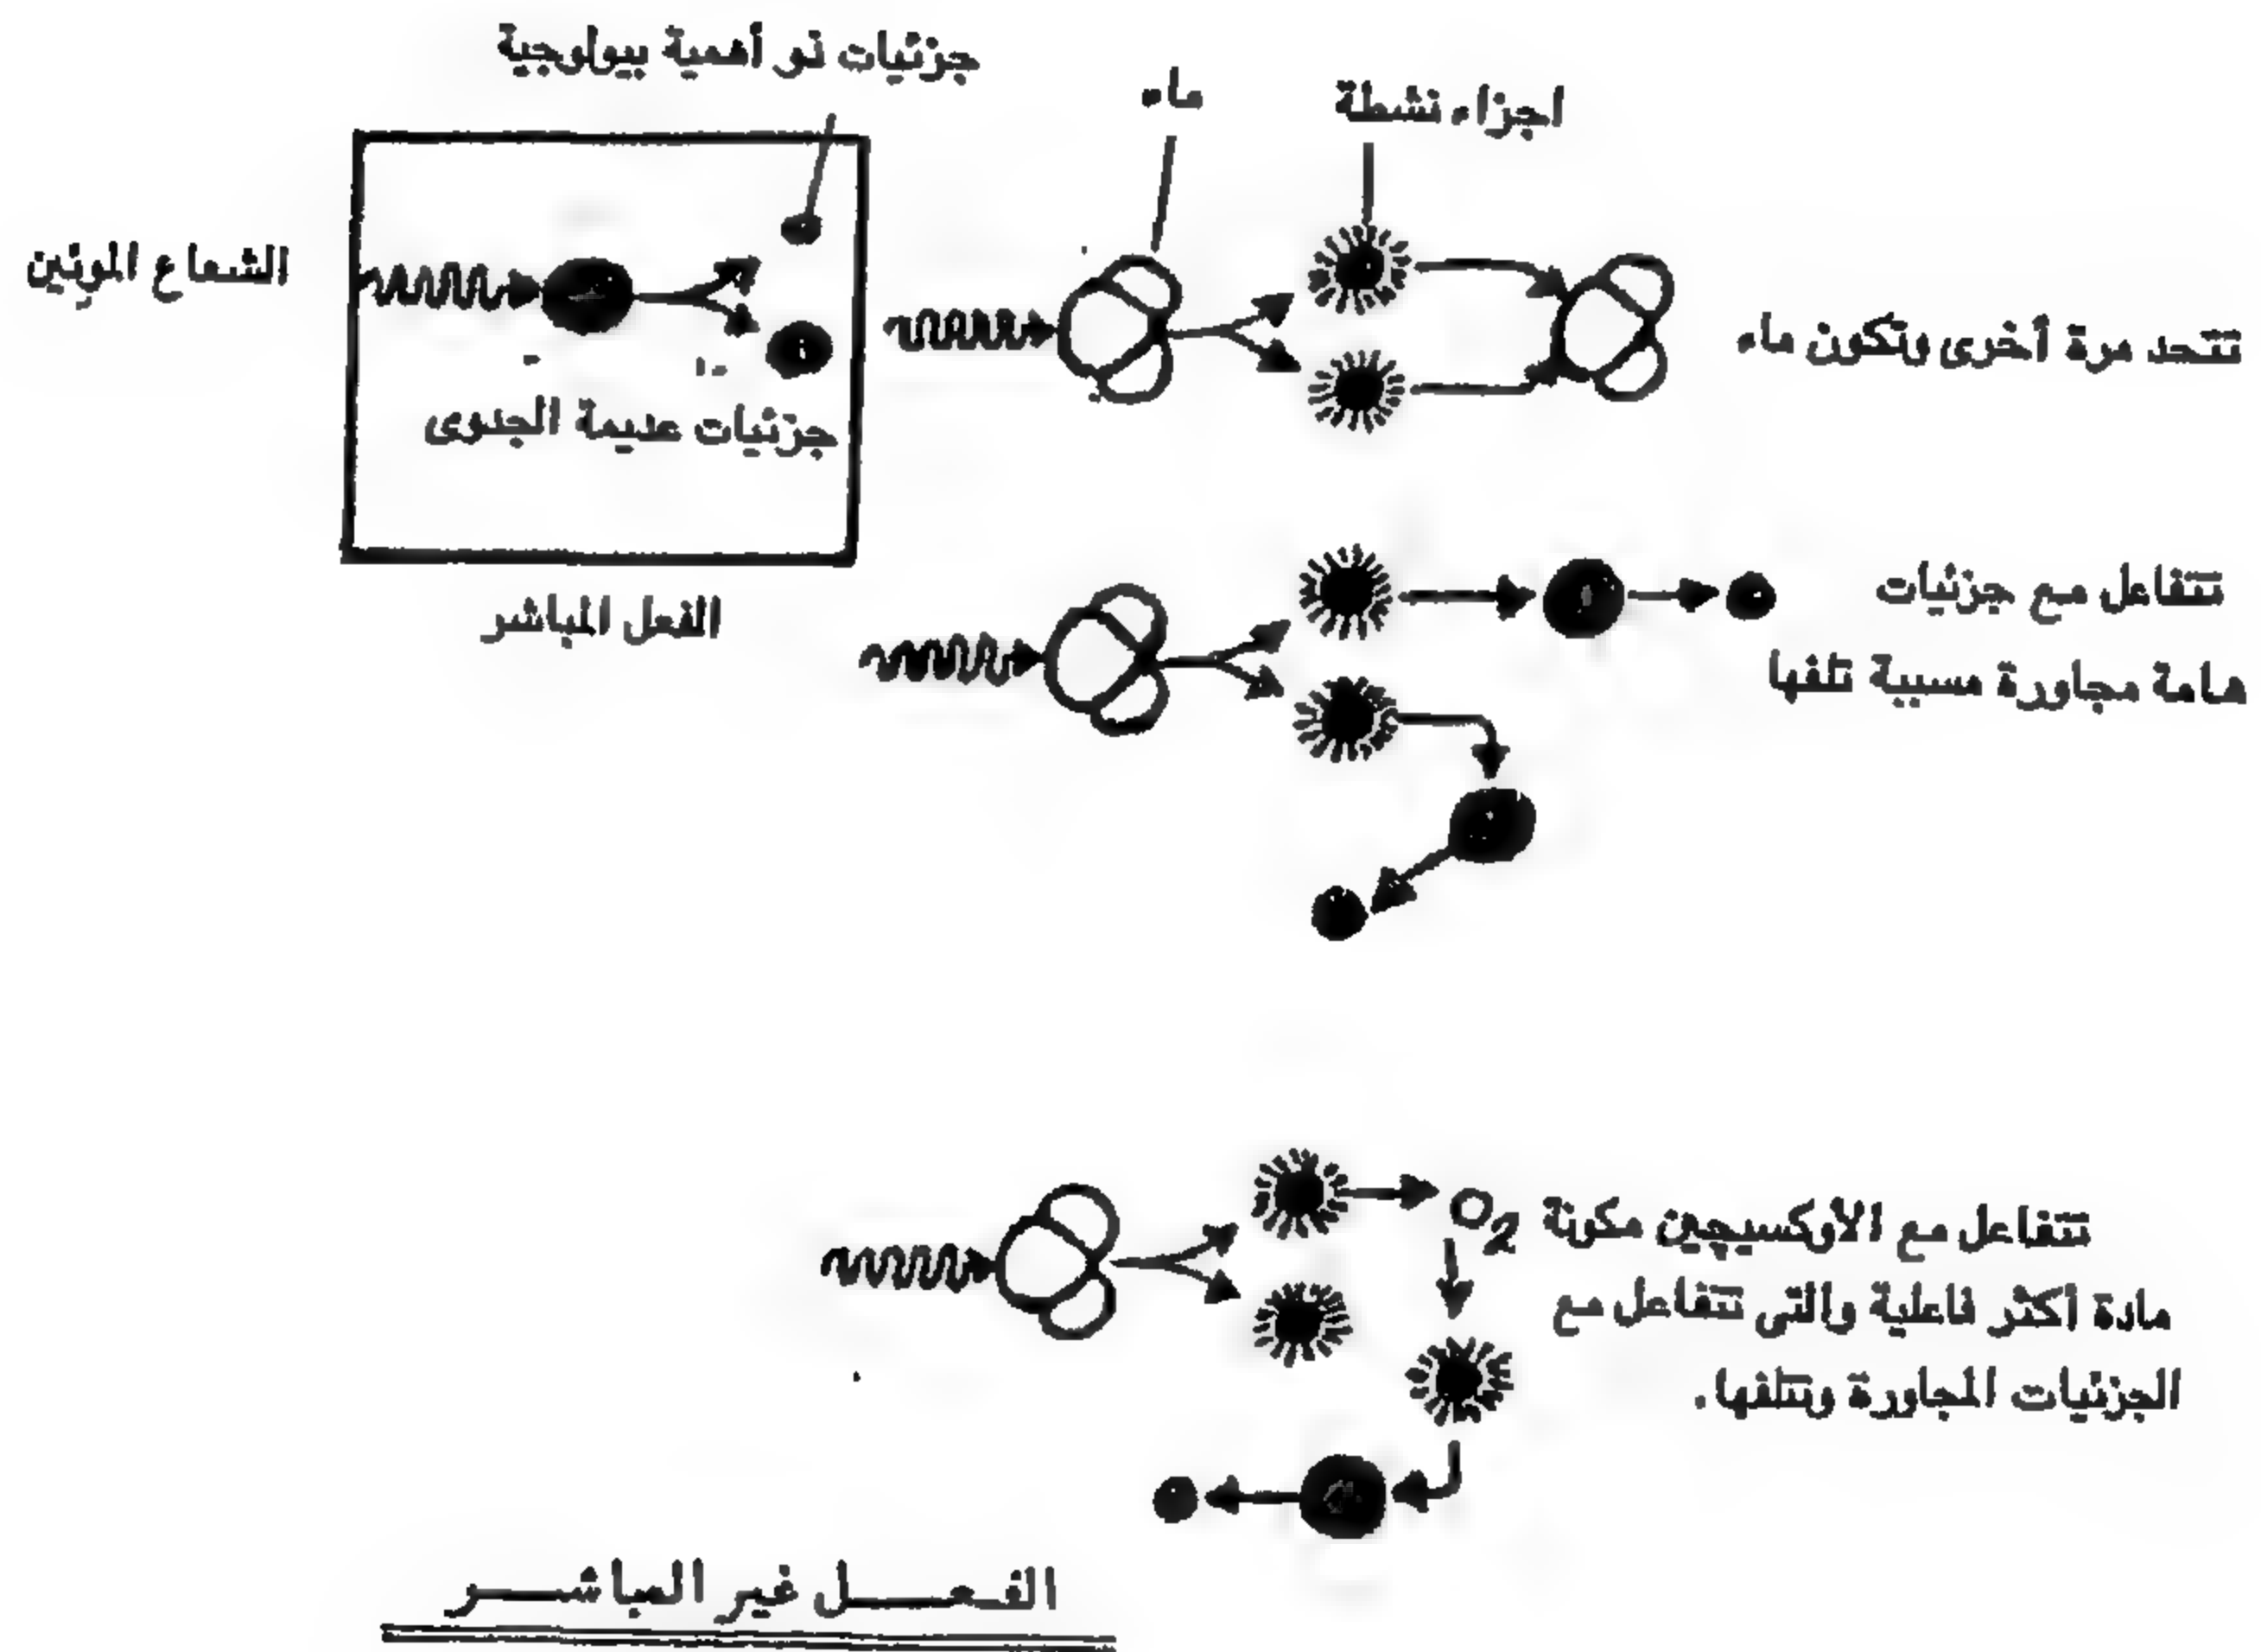 جزئيات ذو أهمية بيولوجية
ماء
اجزاء نشطة
الشعاع المؤين
تتحد مرة أخرى وتكون ماء
جزئيات عديمة الجدوى
الفعل المباشر
تتفاعل مع جزئيات
هامة مجاورة مسببة تلفها
O2
تتفاعل مع الاوكسيچين مكونة
مادة أكثر فاعلية والتى تتفاعل مع
الجزئيات المجاورة وتتلفها.
الفعل غير المباشر